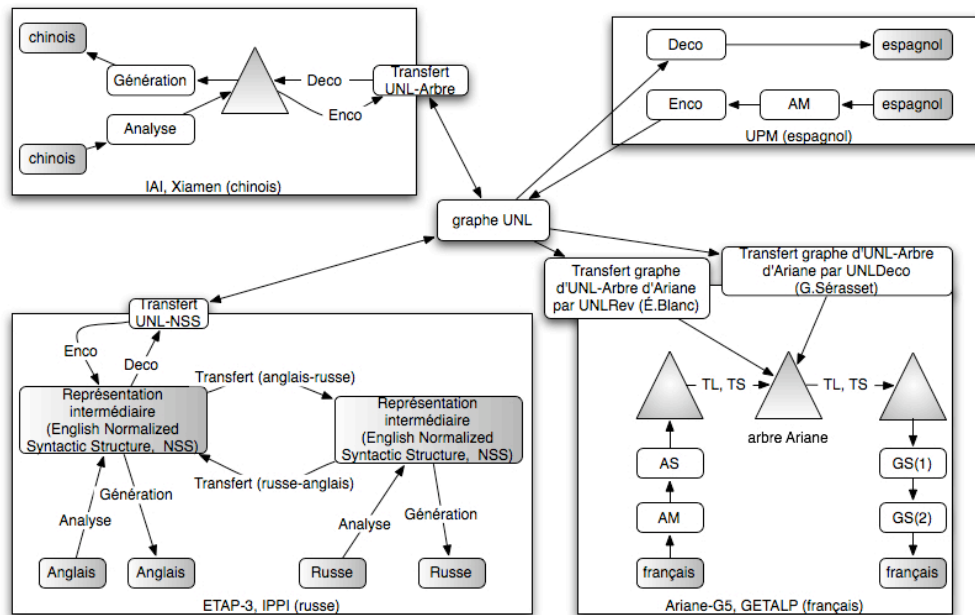 chinois
Génération
Analyse
chinois
Deco
Enco
Transfert
UNL-Arbre
IAI, Xiamen (chinois)
Deco
espagnol
Enco
AM
espagnol
UPM (espagnol)
graphe UNL
Transfert graphe
d'UNL-Arbre d'Ariane
par UNLRev (É.Blanc)
Transfert graphe d'UNL-Arbre
d'Ariane par UNLDeco
(G.Sérasset)
Transfert
UNL-NSS
Enco
Deco
Représentation
intermédiaire
(English Normalized
Syntactic Structure, NSS)
Transfert (anglais-russe)
Représentation
intermédiaire
(English Normalized
Syntactic Structure, NSS)
Transfert (russe-anglais)
Génération
Analyse
Analyse
Génération
Anglais
Anglais
Russe
Russe
ETAP-3, IPPI (russe)
TL, TS
TL, TS
arbre Ariane
AS
GS(1)
AM
GS(2)
français
français
Ariane-G5, GETALP (français)